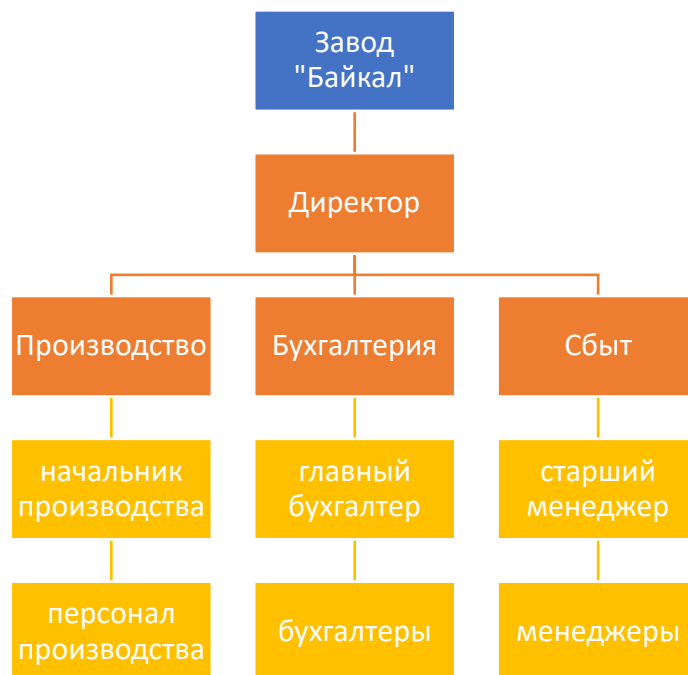 Завод
"Байкал"
Директор
Производство
Бухгалтерия
Сбыт
начальник
производства
главный
бухгалтер
старший
менеджер
персонал
производства
бухгалтеры
менеджеры